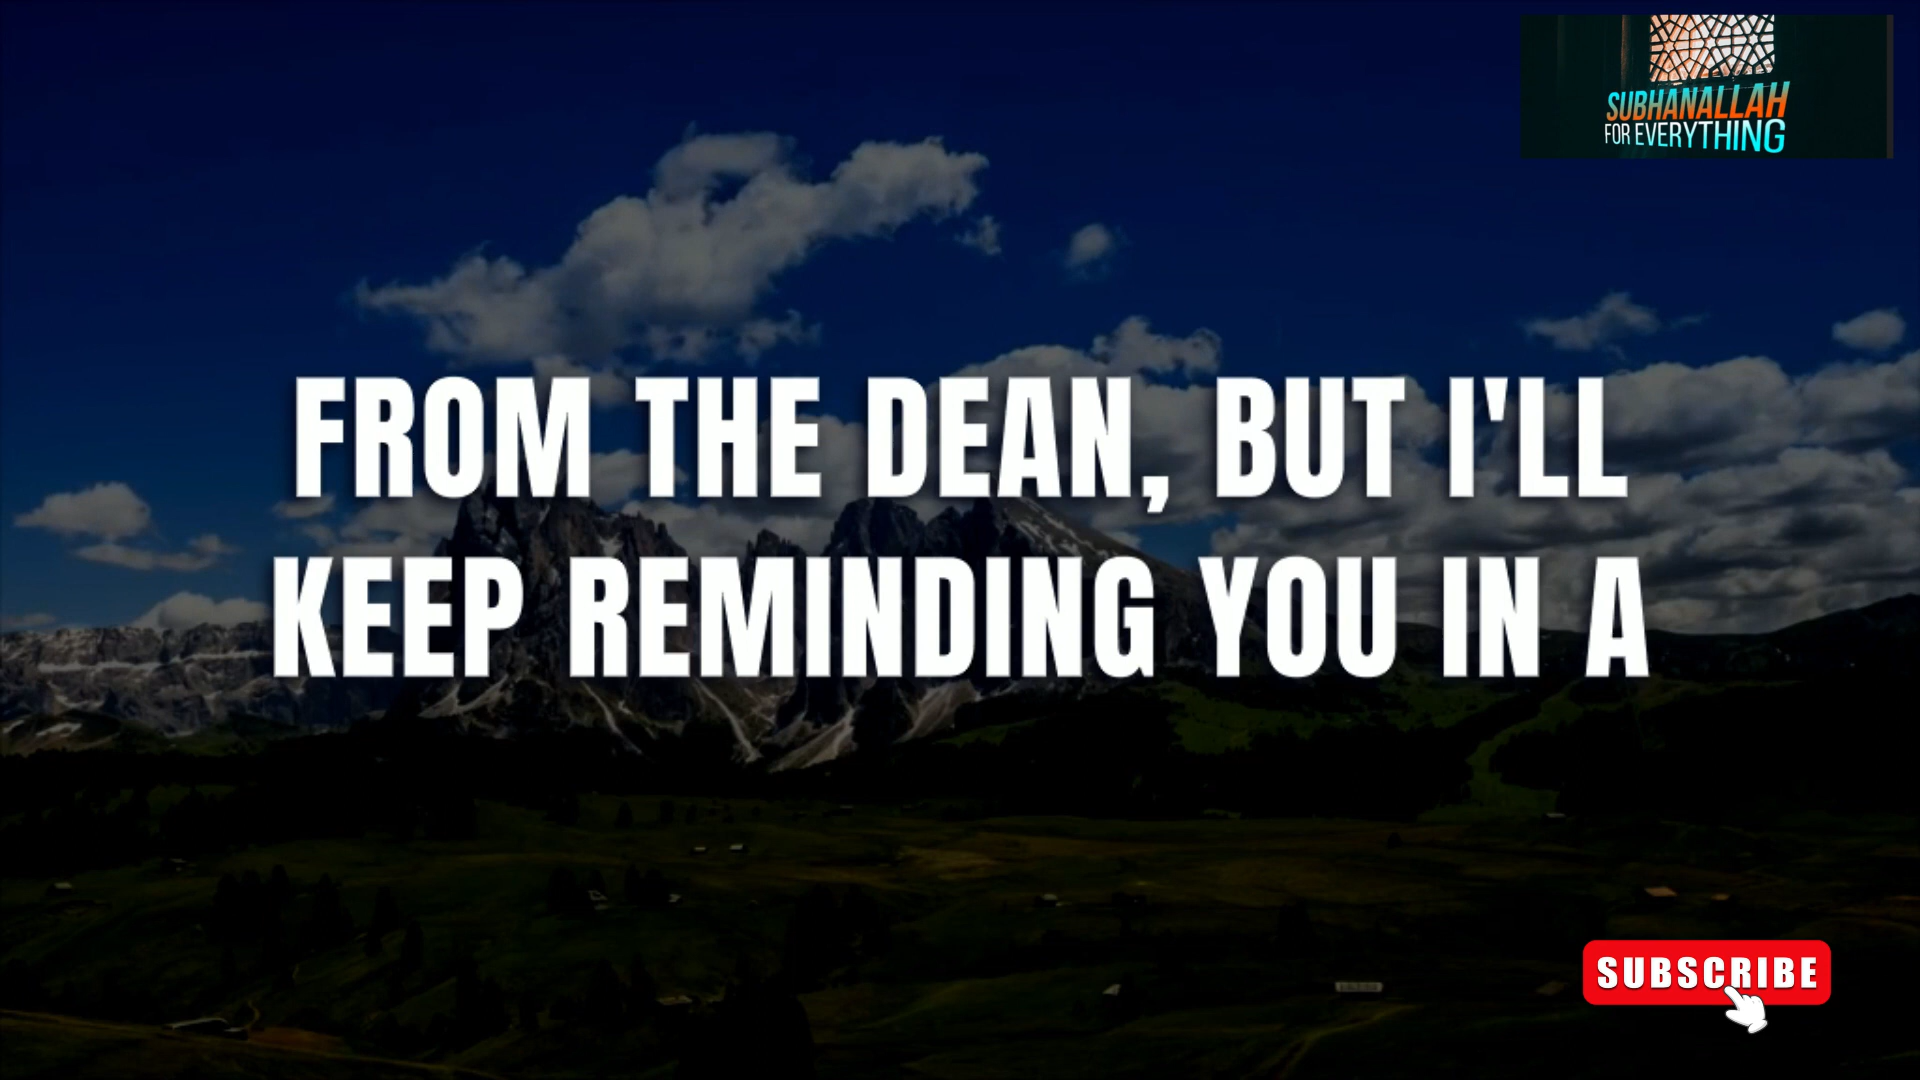 SUBHANALLAH
FOR EVERYTHING
FROM THE DEAN, BUT I'LL
KEEP REMINDING YOU IN A
SUBSCRIBE